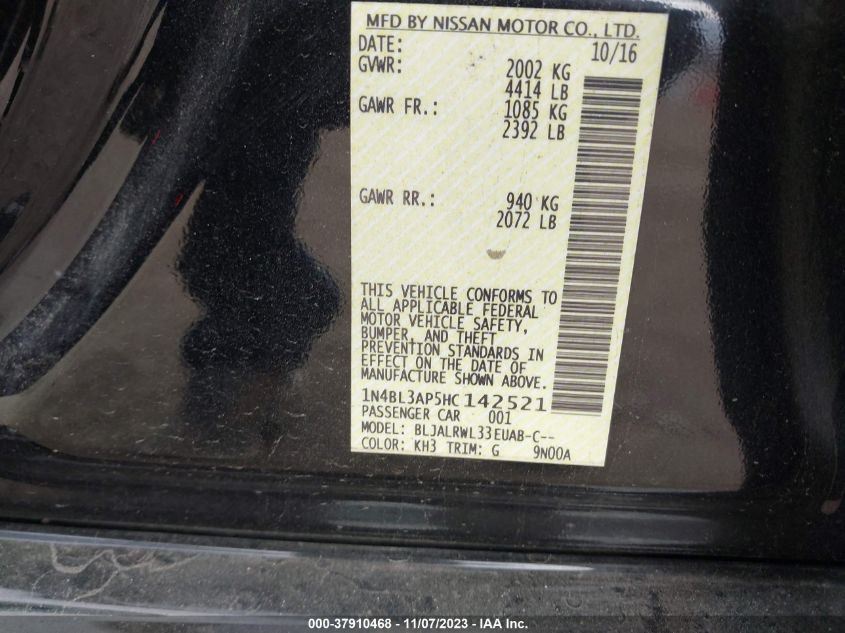 MFD BY NISSAN MOTOR CO., LTD.
DATE: 10/16
GVWR: 2002 KG
4414 LB
GAWR FR.: 1085 KG
2392 LB
GAWR RR.: 940 KG
2072 LB
THIS VEHICLE CONFORMS TO
ALL APPLICABLE FEDERAL
MOTOR VEHICLE SAFETY,
BUMPER, AND THEFT
PREVENTION STANDARDS IN
EFFECT ON THE DATE OF
MANUFACTURE SHOWN ABOVE.
1N4BL3AP5HC142521
PASSENGER CAR 001
MODEL: BLJALRWL33EUAB-C--
COLOR: KH3 TRIM: G 9N00A
000-37910468 — 11/07/2023 — IAA Inc.